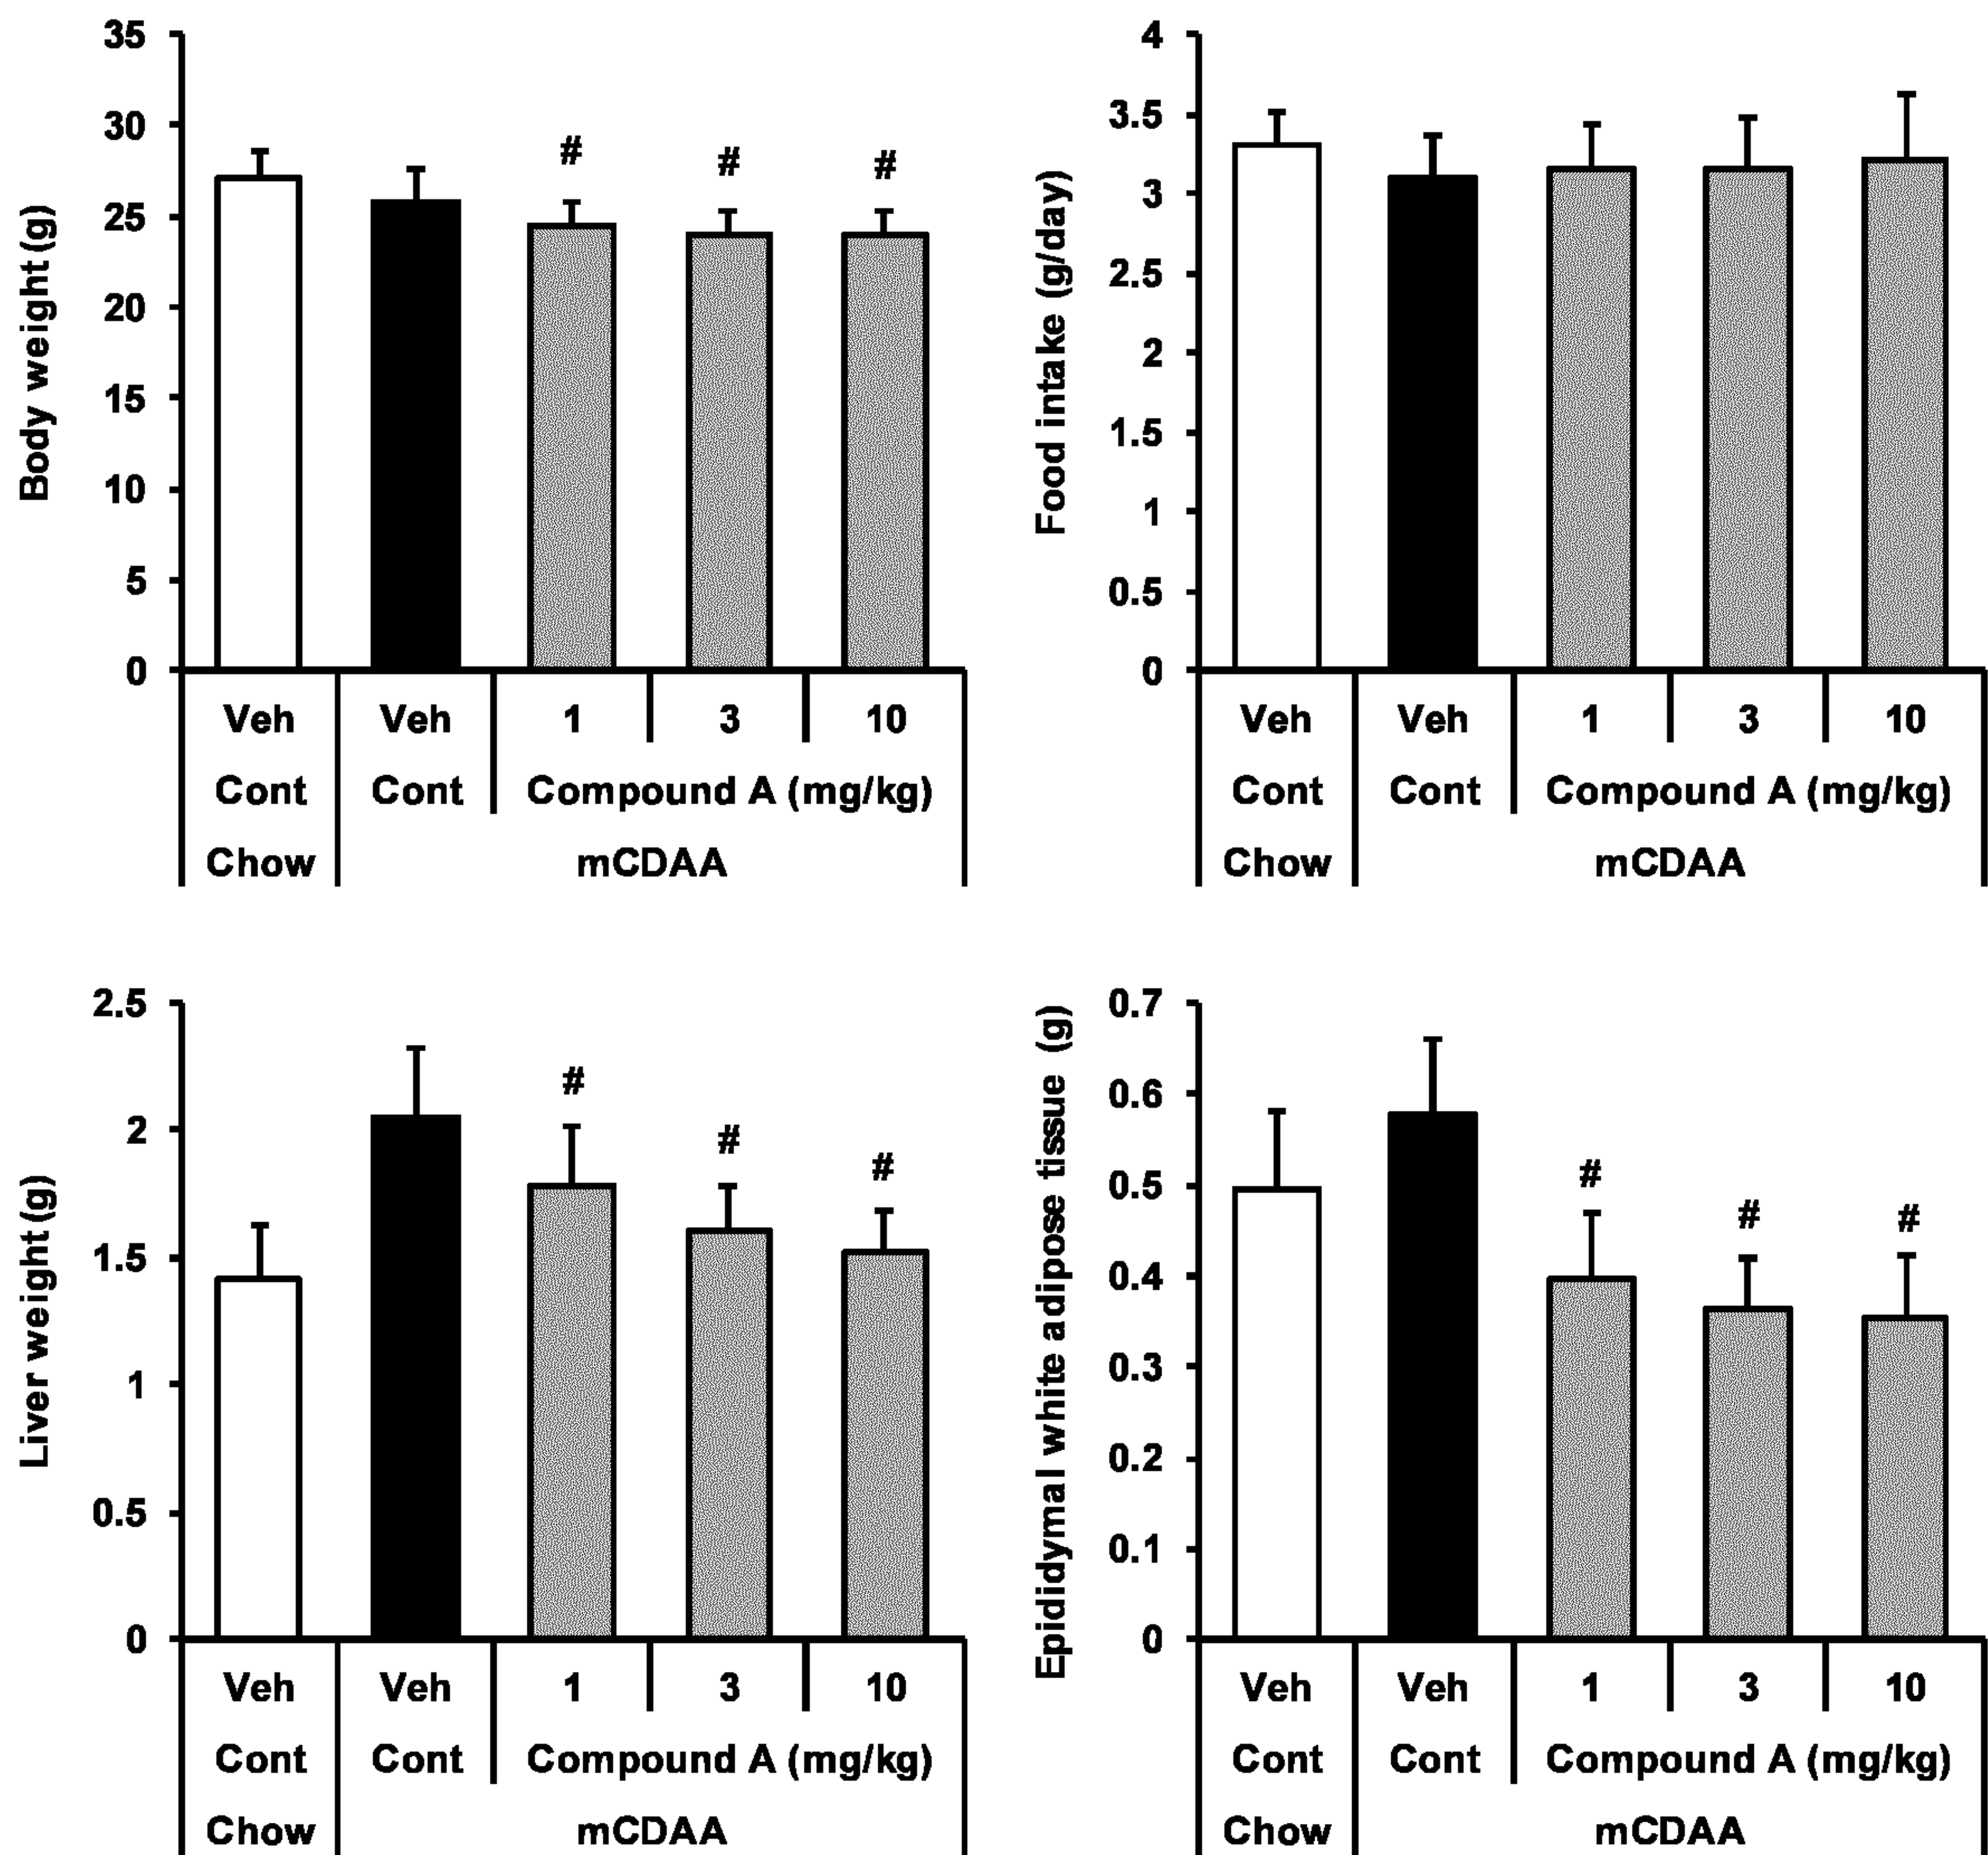 Body weight (g)
35
30
25
20
15
10
5
0
# # #
Veh Veh 1 3 10
Cont Cont Compound A (mg/kg)
Chow mCDAA
Food intake (g/day)
4
3.5
3
2.5
2
1.5
1
0.5
0
Veh Veh 1 3 10
Cont Cont Compound A (mg/kg)
Chow mCDAA
Liver weight (g)
2.5
2
1.5
1
0.5
0
# # #
Veh Veh 1 3 10
Cont Cont Compound A (mg/kg)
Chow mCDAA
Epididymal white adipose tissue (g)
0.7
0.6
0.5
0.4
0.3
0.2
0.1
0
# # #
Veh Veh 1 3 10
Cont Cont Compound A (mg/kg)
Chow mCDAA